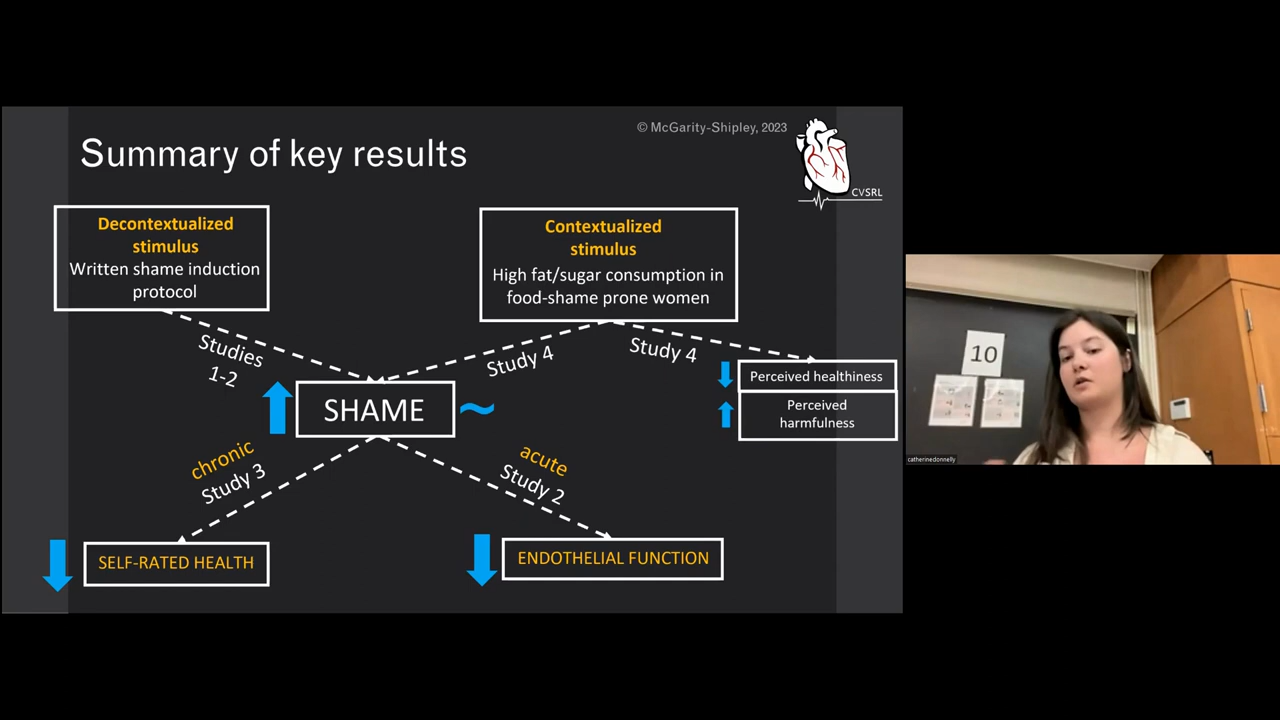 © McGarity-Shipley, 2023
Summary of key results
CVSRL
Decontextualized
stimulus
Written shame induction
protocol
Contextualized
stimulus
High fat/sugar consumption in
food-shame prone women
Studies
1-2
Study 4
Study 4
Perceived healthiness
Perceived
harmfulness
SHAME
~
chronic
Study 3
acute
Study 2
SELF-RATED HEALTH
ENDOTHELIAL FUNCTION
10
catherinedonnelly